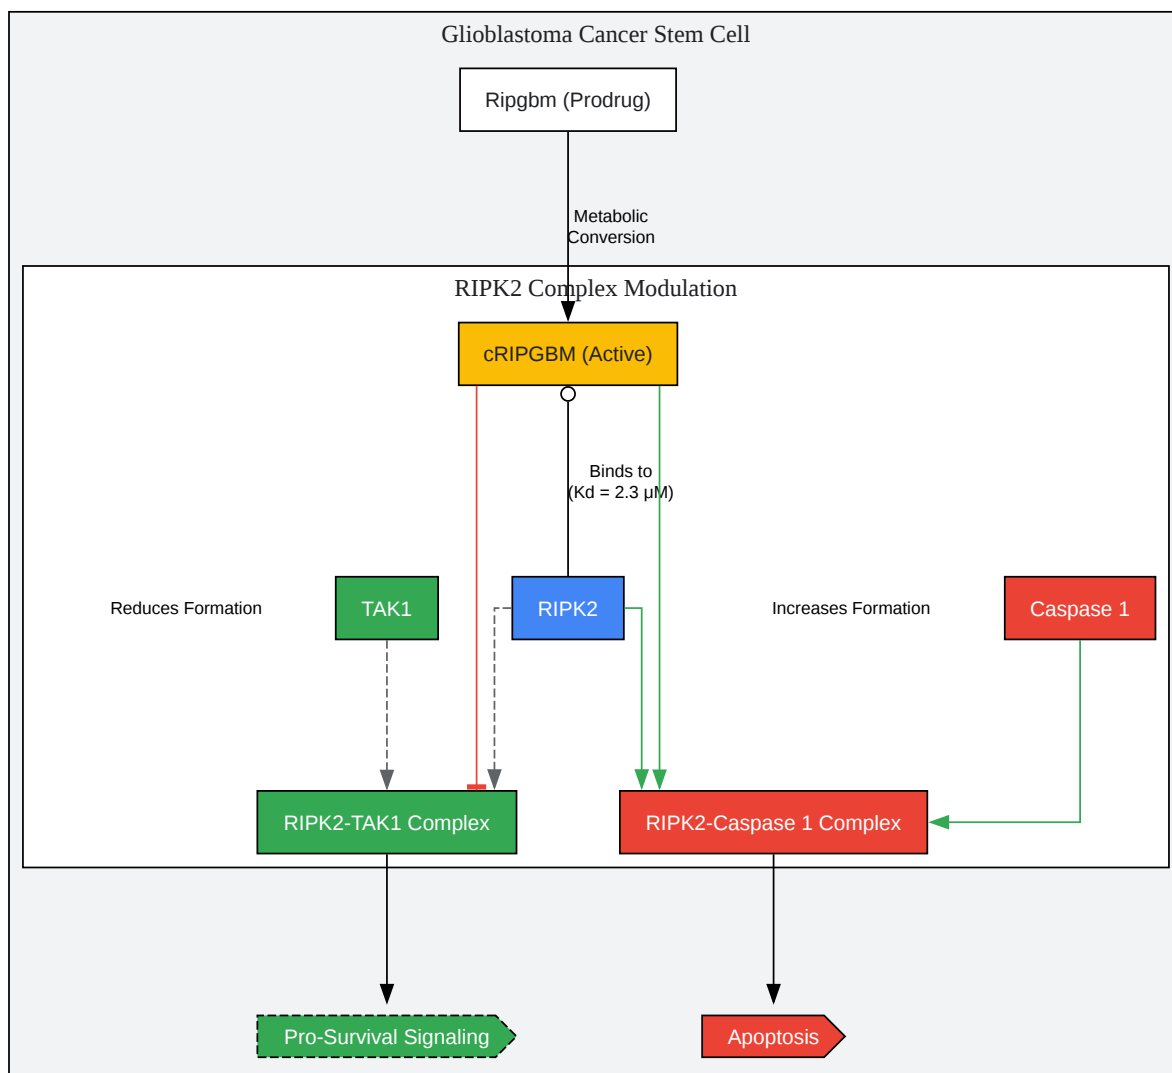 Glioblastoma Cancer Stem Cell
Ripgbm (Prodrug)
Metabolic
Conversion
RIPK2 Complex Modulation
cRIPGBM (Active)
Binds to
(Kd = 2.3 μM)
Reduces Formation
TAK1
RIPK2
Increases Formation
Caspase 1
RIPK2-TAK1 Complex
RIPK2-Caspase 1 Complex
Pro-Survival Signaling
Apoptosis